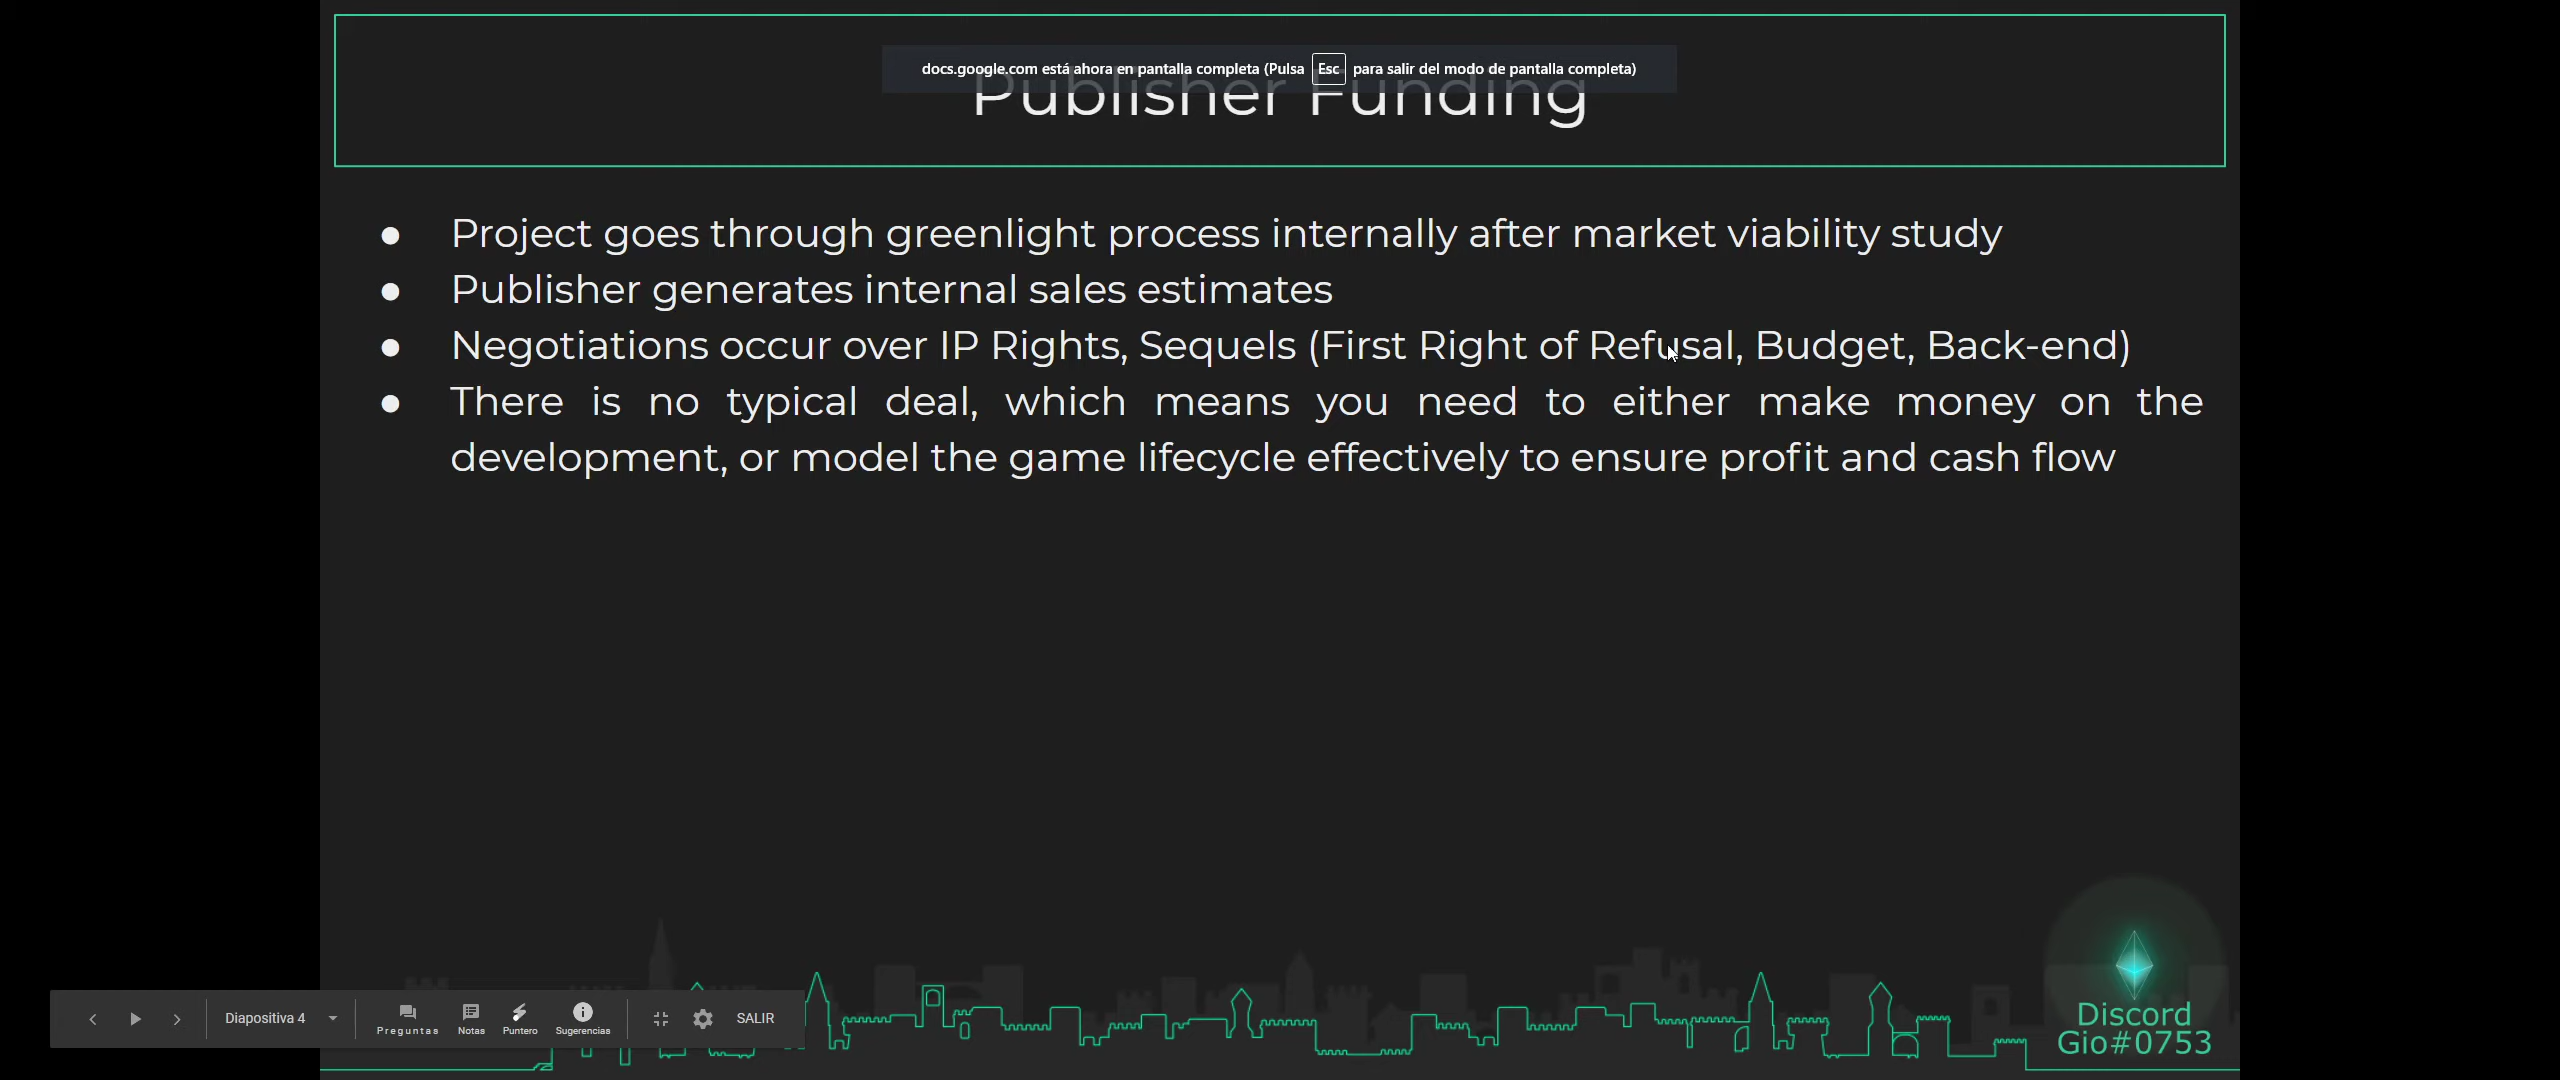 docs.google.com está ahora en pantalla completa (Pulsa Esc para salir del modo de pantalla completa)
Publisher Funding
● Project goes through greenlight process internally after market viability study
● Publisher generates internal sales estimates
● Negotiations occur over IP Rights, Sequels (First Right of Refusal, Budget, Back-end)
● There is no typical deal, which means you need to either make money on the
development, or model the game lifecycle effectively to ensure profit and cash flow
Diapositiva 4
Preguntas
Notas
Puntero
Sugerencias
SALIR
Discord
Gio#0753